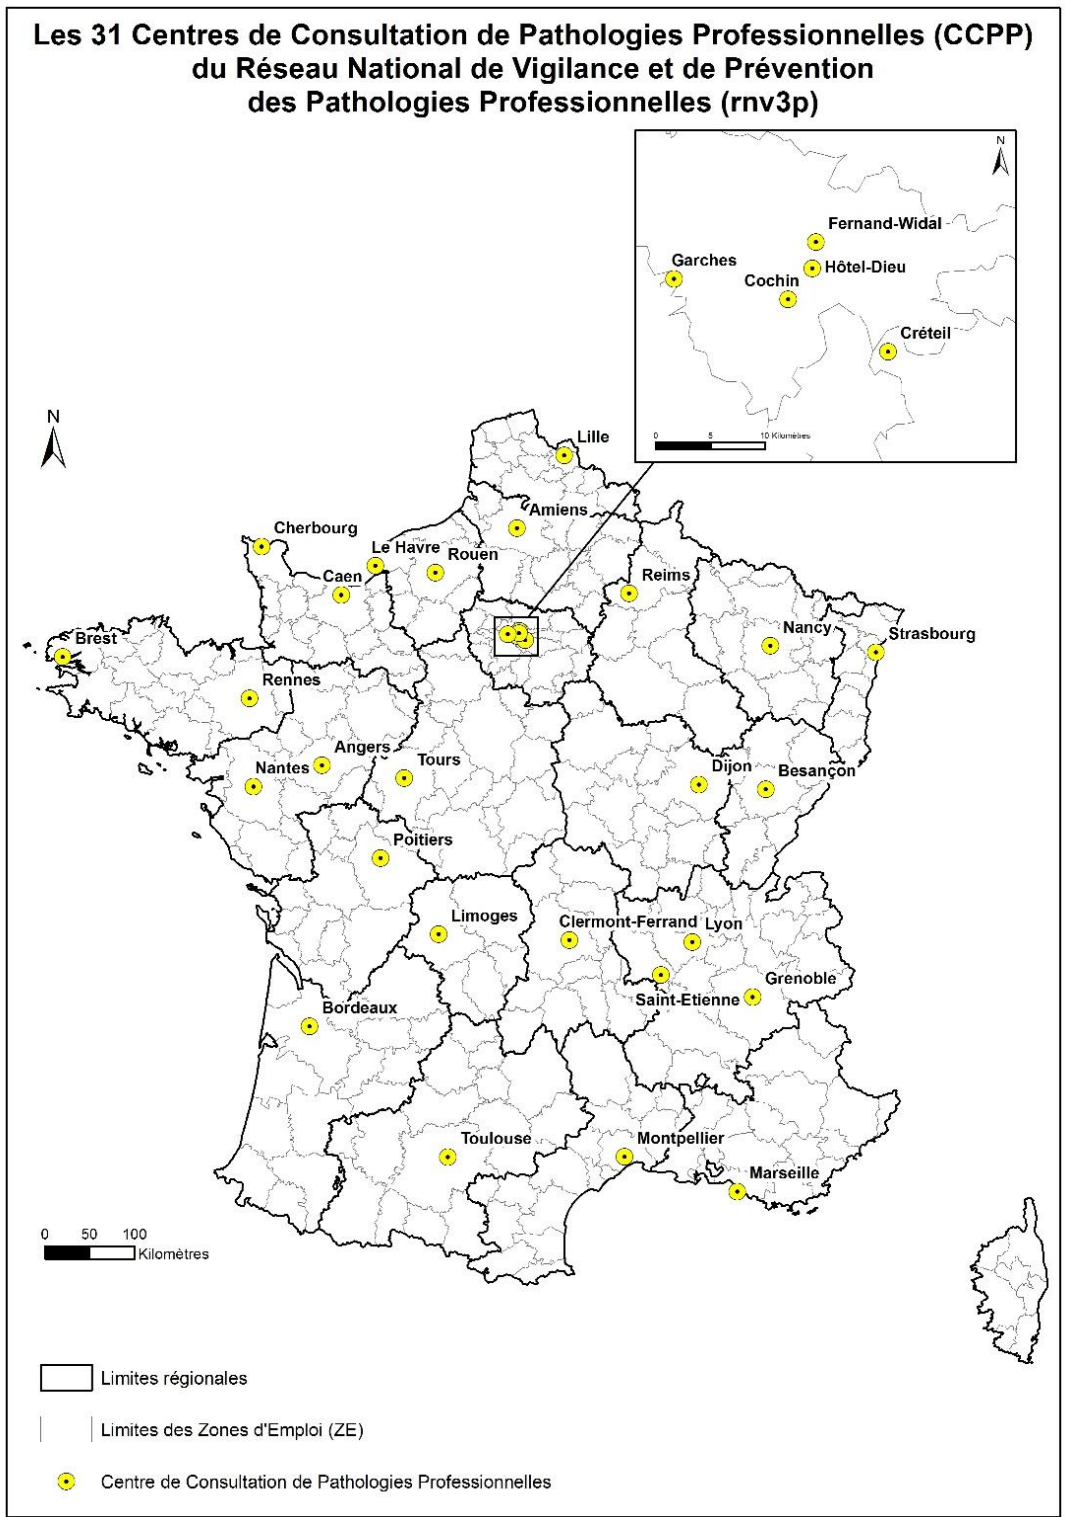 Les 31 Centres de Consultation de Pathologies Professionnelles (CCPP)
du Réseau National de Vigilance et de Prévention
des Pathologies Professionnelles (rnv3p)
N
Fernand-Widal
Garches
Hôtel-Dieu
Cochin
Créteil
0 5 10 Kilomètres
N
Lille
Amiens
Cherbourg
Le Havre
Rouen
Caen
Reims
Nancy
Strasbourg
Brest
Rennes
Angers
Nantes
Tours
Dijon
Besançon
Poitiers
Limoges
Clermont-Ferrand
Lyon
Grenoble
Saint-Etienne
Bordeaux
Toulouse
Montpellier
Marseille
0 50 100
Kilomètres
Limites régionales
Limites des Zones d'Emploi (ZE)
Centre de Consultation de Pathologies Professionnelles